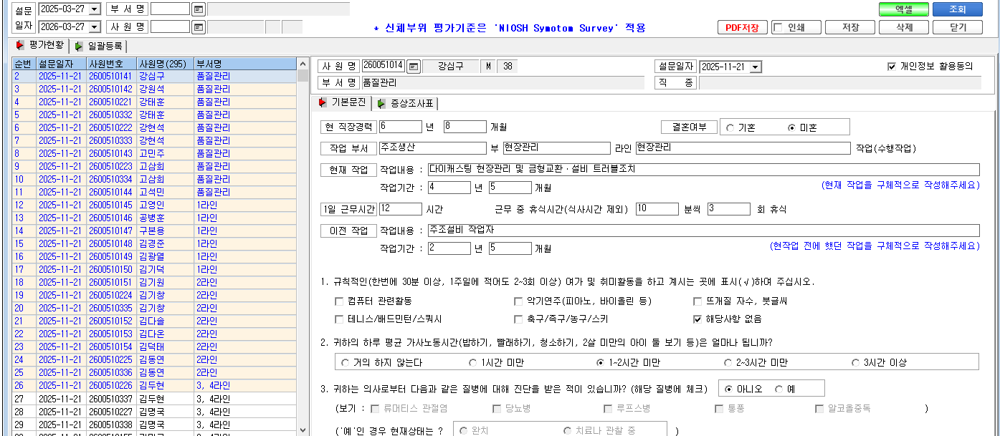 설문 2025-03-27 부 서 명 엑셀 조회
일자 2026-03-27 사 원 명 * 신체부위 평가기준은 'NIOSH Symotom Survey' 적용 PDF저장 인쇄 저장 삭제 닫기
평가현황 일괄등록
순번 설문일자 사원번호 사원명(295) 부서명
2 2025-11-21 2600510141 강심구 품질관리
3 2025-11-21 2600510142 강원석 품질관리
4 2025-11-21 2600510221 강태훈 품질관리
5 2025-11-21 2600510332 강태훈 품질관리
6 2025-11-21 2600510222 강현석 품질관리
7 2025-11-21 2600510333 강현석 품질관리
8 2025-11-21 2600510143 고민주 품질관리
9 2025-11-21 2600510223 고삼희 품질관리
10 2025-11-21 2600510334 고삼희 품질관리
11 2025-11-21 2600510144 고석민 품질관리
12 2025-11-21 2600510145 고영인 1라인
13 2025-11-21 2600510146 공병훈 1라인
14 2025-11-21 2600510147 구본용 1라인
15 2025-11-21 2600510148 김경준 1라인
16 2025-11-21 2600510149 김광열 1라인
17 2025-11-21 2600510150 김기덕 1라인
18 2025-11-21 2600510151 김기원 2라인
19 2025-11-21 2600510224 김기창 2라인
20 2025-11-21 2600510335 김기창 2라인
21 2025-11-21 2600510152 김다솔 2라인
22 2025-11-21 2600510153 김다온 2라인
23 2025-11-21 2600510154 김덕태 2라인
24 2025-11-21 2600510225 김동연 2라인
25 2025-11-21 2600510336 김동연 2라인
26 2025-11-21 2600510226 김두현 3, 4라인
27 2025-11-21 2600510337 김두현 3, 4라인
28 2025-11-21 2600510227 김명국 3, 4라인
29 2025-11-21 2600510338 김명국 3, 4라인
사 원 명 260051014 강심구 M 38 설문일자 2025-11-21 개인정보 활용동의
부 서 명 품질관리 직 종
기본문진 증상조사표
현 직장경력 6 년 8 개월 결혼여부 기혼 미혼
작업 부서 주조생산 부 현장관리 라인 현장관리 작업(수행작업)
현재 작업 작업내용 : 다이캐스팅 현장관리 및 금형교환·설비 트러블조치
작업기간 : 4 년 5 개월 (현재 작업을 구체적으로 작성해주세요)
1일 근무시간 12 시간 근무 중 휴식시간(식사시간 제외) 10 분씩 3 회 휴식
이전 작업 작업내용 : 주조설비 작업자
작업기간 : 2 년 5 개월 (현작업 전에 했던 작업을 구체적으로 작성해주세요)
1. 규칙적인(한번에 30분 이상, 1주일에 적어도 2~3회 이상) 여가 및 취미활동을 하고 계시는 곳에 표시(√)하여 주십시오.
컴퓨터 관련활동 악기연주(피아노, 바이올린 등) 뜨개질 자수, 붓글씨
테니스/배드민턴/스쿼시 축구/족구/농구/스키 해당사항 없음
2. 귀하의 하루 평균 가사노동시간(밥하기, 빨래하기, 청소하기, 2살 미만의 아이 돌 보기 등)은 얼마나 됩니까?
거의 하지 않는다 1시간 미만 1~2시간 미만 2~3시간 미만 3시간 이상
3. 귀하는 의사로부터 다음과 같은 질병에 대해 진단을 받은 적이 있습니까? (해당 질병에 체크) 아니오 예
(보기 : 류머티스 관절염 당뇨병 루프스병 통풍 알코올중독 )
('예'인 경우 현재상태는 ? 완치 치료나 관찰 중 )